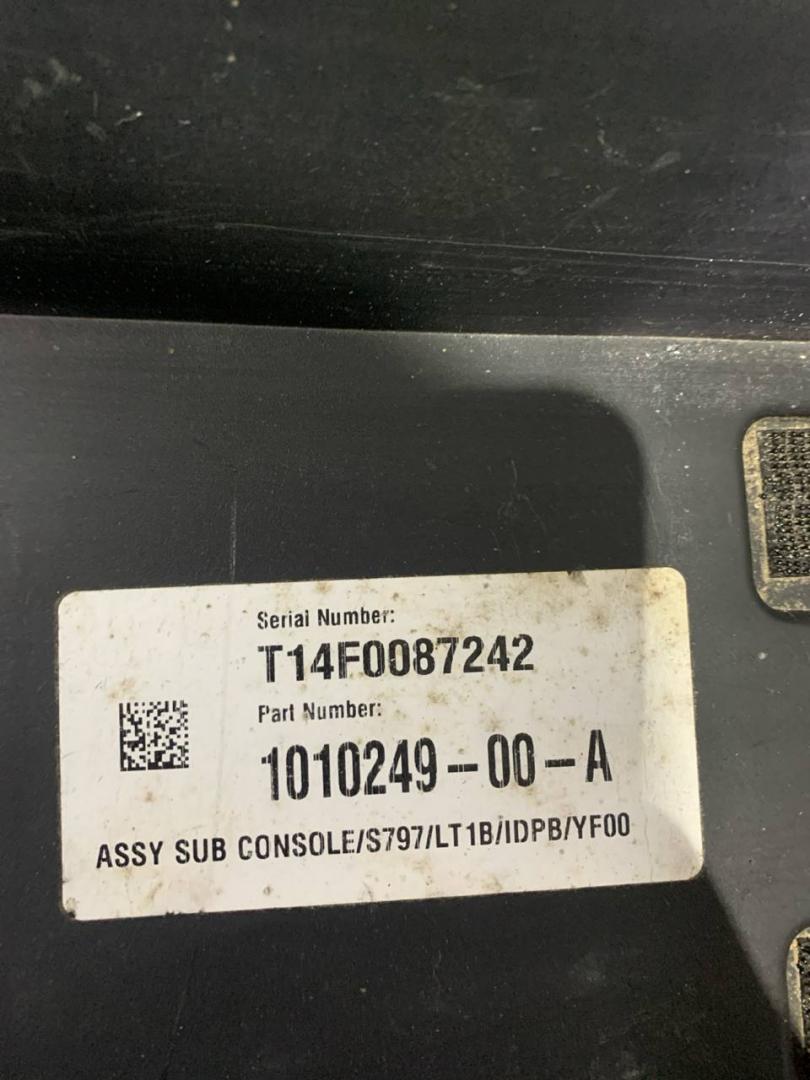 Serial Number:
T14F0087242
Part Number:
1010249-00-A
ASSY SUB CONSOLE/S797/LT1B/IDPB/YF00